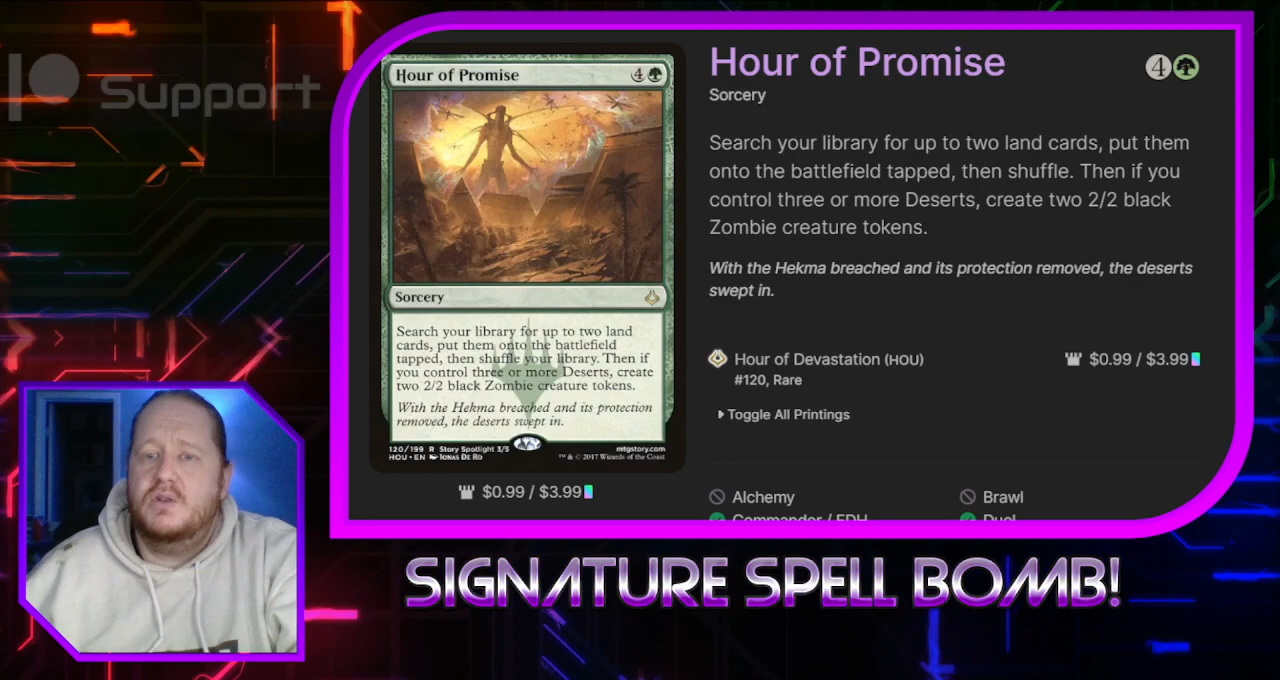 Support
Hour of Promise 4
Sorcery
Search your library for up to two land
cards, put them onto the battlefield
tapped, then shuffle your library. Then if
you control three or more Deserts, create
two 2/2 black Zombie creature tokens.
With the Hekma breached and its protection
removed, the deserts swept in.
120/199 R Story Spotlight 3/5 mtgstory.com
HOU • EN JONAS DE RO ™ & © 2017 Wizards of the Coast
$0.99 / $3.99
Hour of Promise 4
Sorcery
Search your library for up to two land cards, put them
onto the battlefield tapped, then shuffle. Then if you
control three or more Deserts, create two 2/2 black
Zombie creature tokens.
With the Hekma breached and its protection removed, the deserts
swept in.
Hour of Devastation (HOU) $0.99 / $3.99
#120, Rare
Toggle All Printings
Alchemy Brawl
Commander / EDH Duel
SIGNATURE SPELL BOMB!